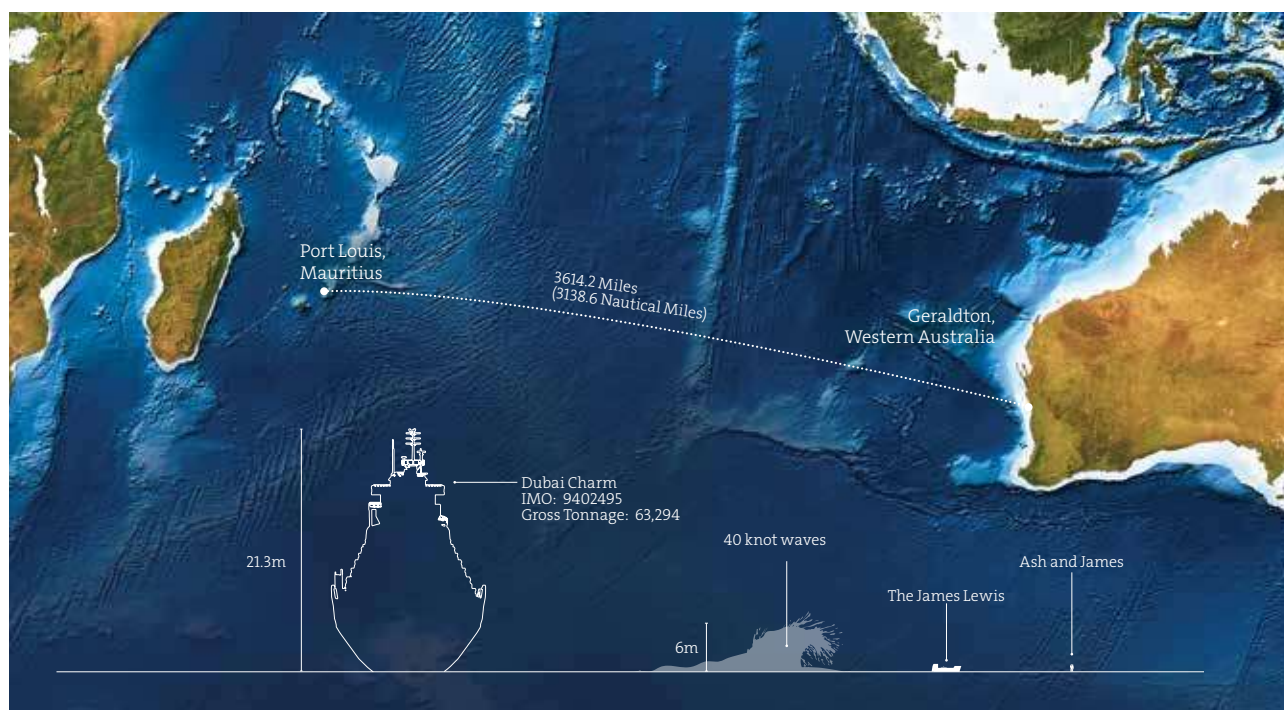 Port Louis,
Mauritius
3614.2 Miles
(3138.6 Nautical Miles)
Geraldton,
Western Australia
Dubai Charm
IMO: 9402495
Gross Tonnage: 63,294
21.3m
40 knot waves
6m
The James Lewis
Ash and James